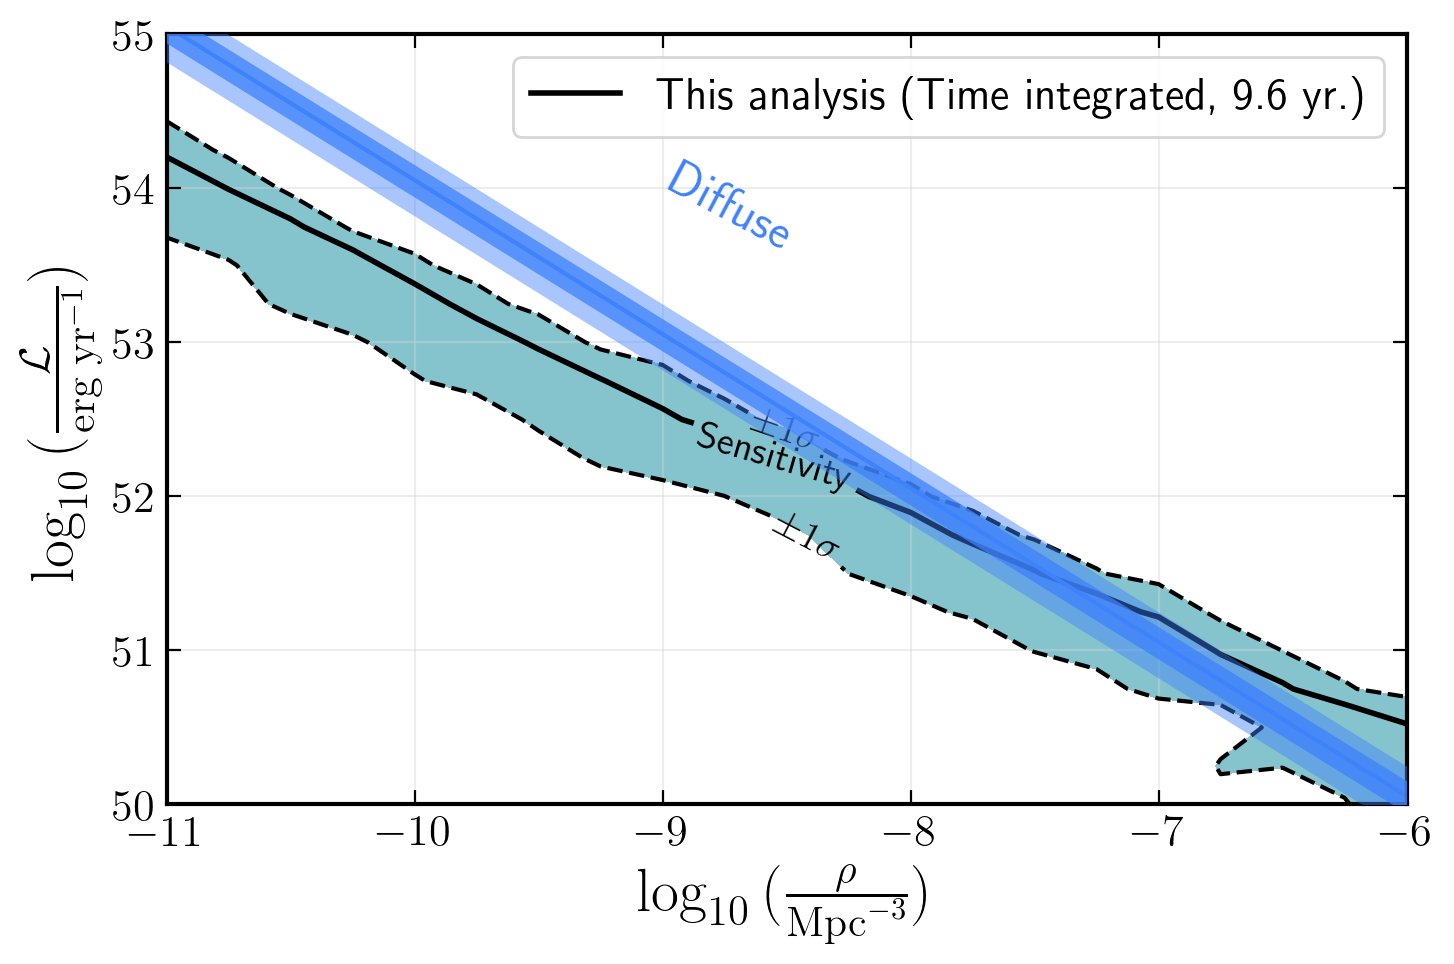 55
54
53
52
51
50
log₁₀ (ℒ / erg yr⁻¹)
This analysis (Time integrated, 9.6 yr.)
Diffuse
±1σ
Sensitivity
±1σ
−11 −10 −9 −8 −7 −6
log₁₀ (ρ / Mpc⁻³)